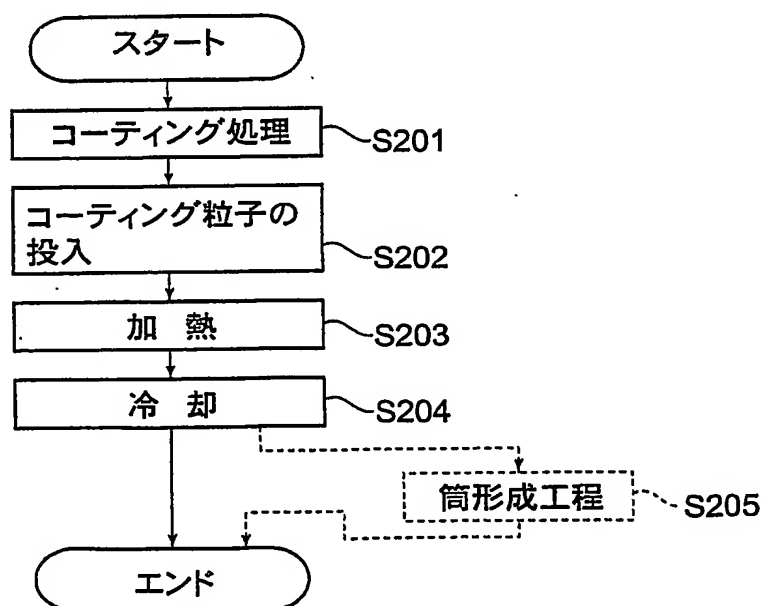 スタート
コーティング処理
S201
コーティング粒子の
投入
S202
加 熱
S203
冷 却
S204
筒形成工程
S205
エンド